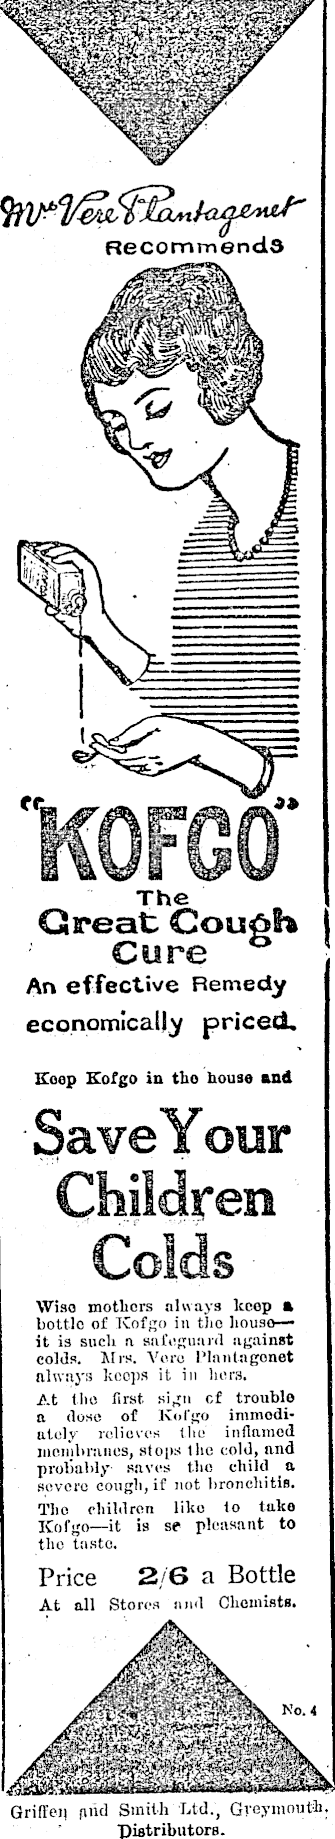 Mrs Vere Plantagenet
Recommends
"KOFGO"
The
Great Cough
Cure
An effective Remedy
economically priced.
Keep Kofgo in the house and
Save Your
Children
Colds
Wise mothers always keep a
bottle of Kofgo in the house—
it is such a safeguard against
colds. Mrs. Vere Plantagenet
always keeps it in hers.
At the first sign of trouble
a dose of Kofgo immedi-
ately relieves the inflamed
membranes, stops the cold, and
probably saves the child a
severe cough, if not bronchitis.
The children like to take
Kofgo—it is se pleasant to
the taste.
Price 2/6 a Bottle
At all Stores and Chemists.
No. 4
Griffen and Smith Ltd., Greymouth,
Distributors.